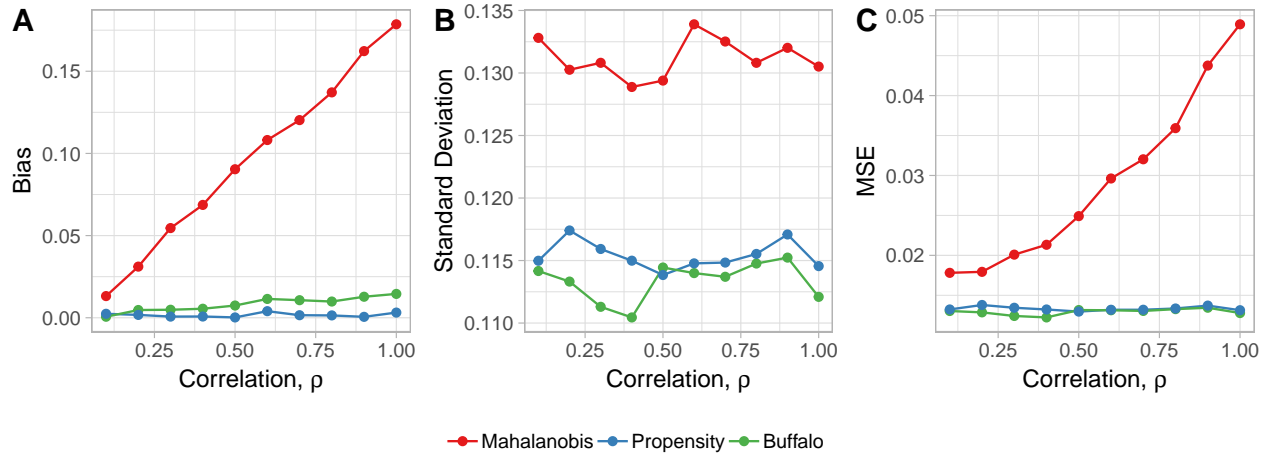 A
Bias
0.15
0.10
0.05
0.00
0.25
0.50
0.75
1.00
Correlation, ρ
B
Standard Deviation
0.135
0.130
0.125
0.120
0.115
0.110
0.25
0.50
0.75
1.00
Correlation, ρ
C
MSE
0.05
0.04
0.03
0.02
0.25
0.50
0.75
1.00
Correlation, ρ
Mahalanobis Propensity Buffalo